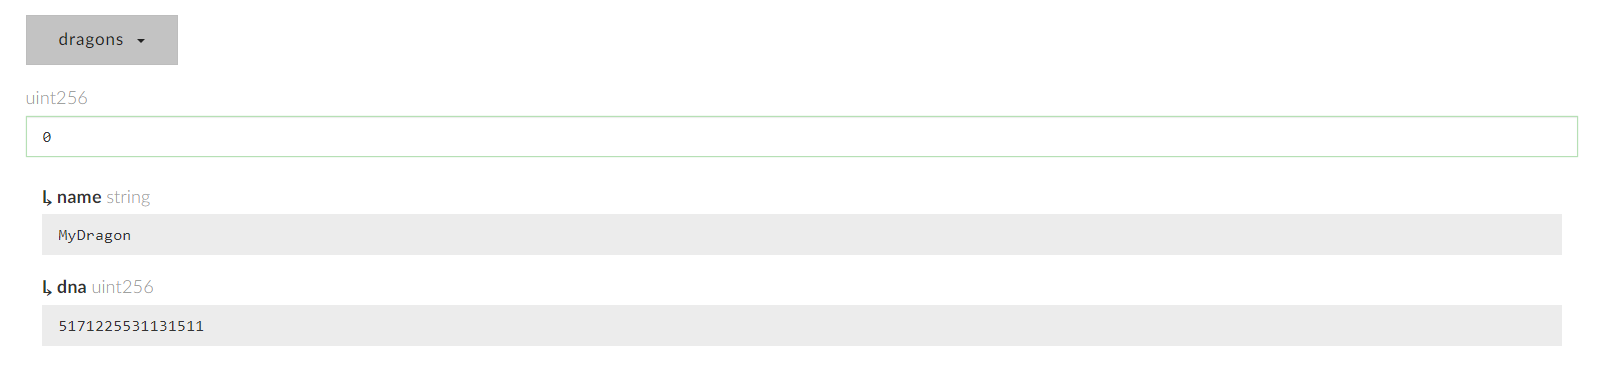 dragons
uint256
0
name string
MyDragon
dna uint256
5171225531131511